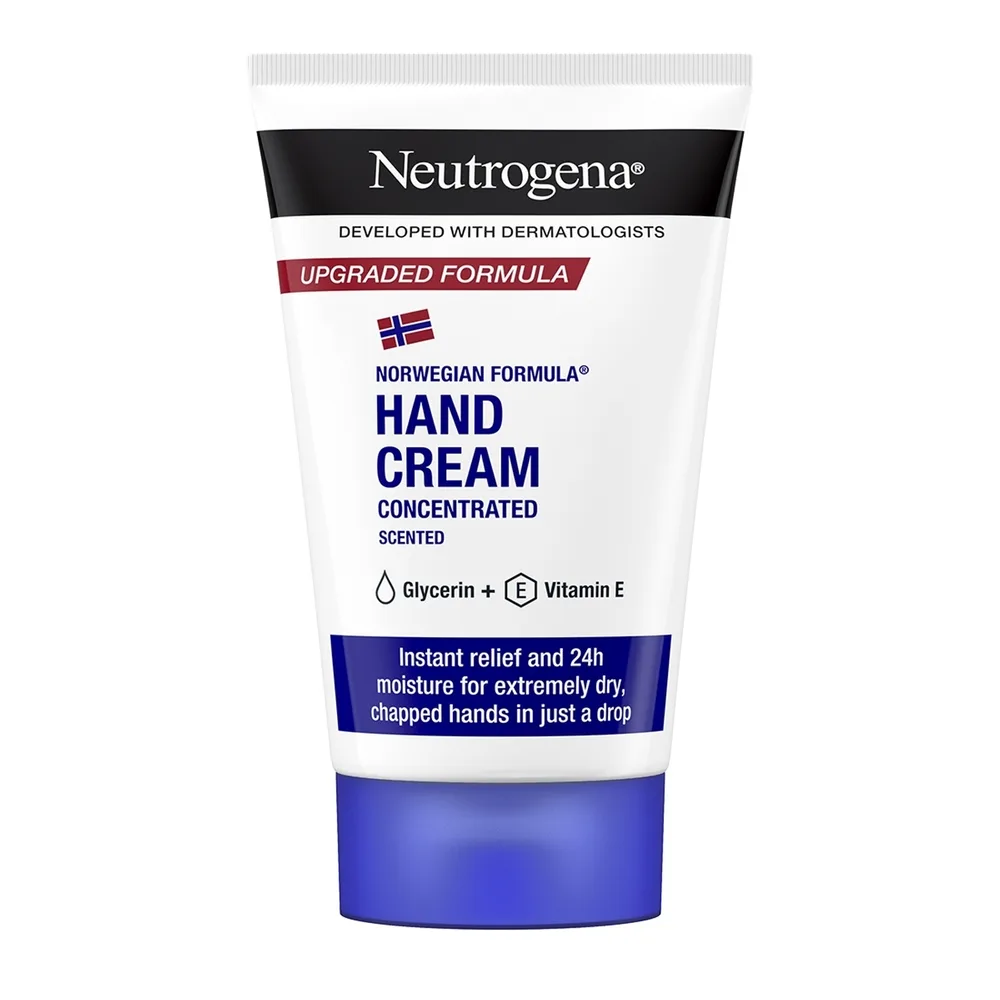 Neutrogena®
DEVELOPED WITH DERMATOLOGISTS
UPGRADED FORMULA
NORWEGIAN FORMULA®
HAND
CREAM
CONCENTRATED
SCENTED
Glycerin + E Vitamin E
Instant relief and 24h
moisture for extremely dry,
chapped hands in just a drop